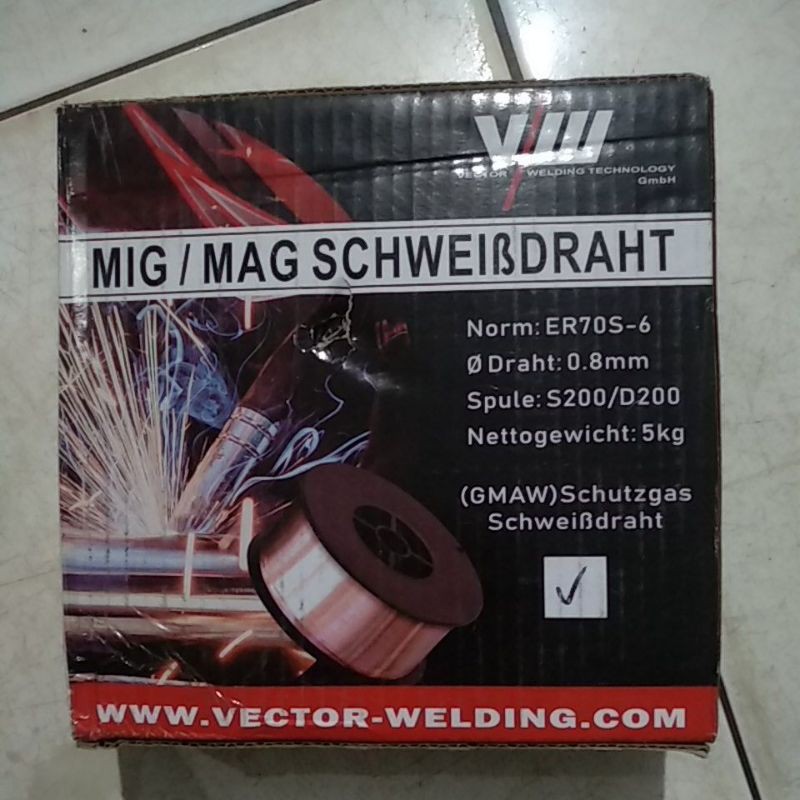 VW
VECTOR WELDING TECHNOLOGY
GmbH
MIG / MAG SCHWEIßDRAHT
Norm: ER70S-6
Ø Draht: 0.8mm
Spule: S200/D200
Nettogewicht: 5kg
(GMAW) Schutzgas
Schweißdraht
WWW.VECTOR-WELDING.COM